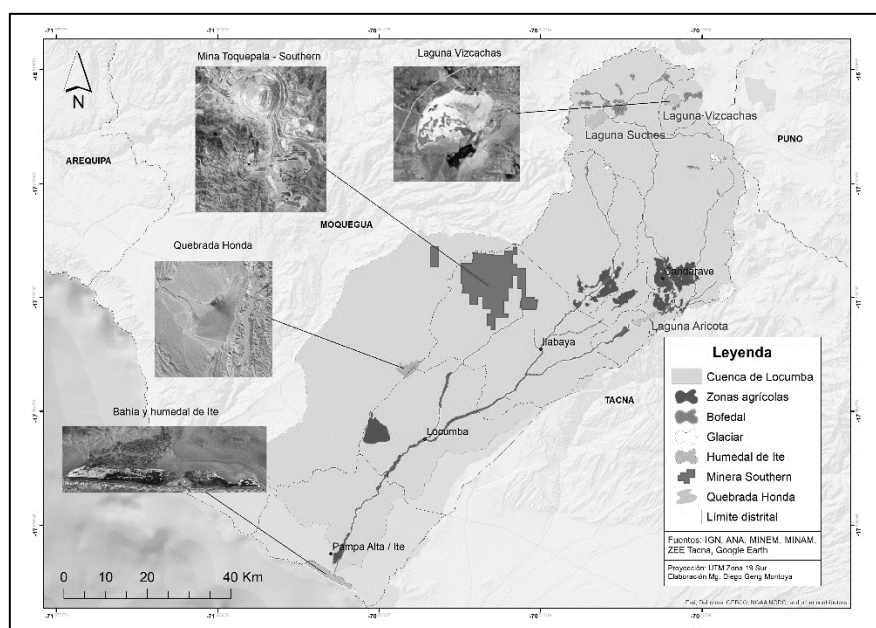 Mina Toquepala - Southern
Laguna Vizcachas
N
Laguna Suches
Laguna Vizcachas
PUNO
AREQUIPA
MOQUEGUA
Quebrada Honda
Candarave
Laguna Aricota
Ilabaya
TACNA
Bahía y humedal de Ite
Locumba
Pampa Alta / Ite
0 10 20 40 Km
Leyenda
Cuenca de Locumba
Zonas agrícolas
Bofedal
Glaciar
Humedal de Ite
Minera Southern
Quebrada Honda
Límite distrital
Fuentes: IGN, ANA, MINEM, MINAM,
ZEE Tacna, Google Earth
Proyección: UTM Zona 19 Sur
Elaboración Mg. Diego Geng Montoya